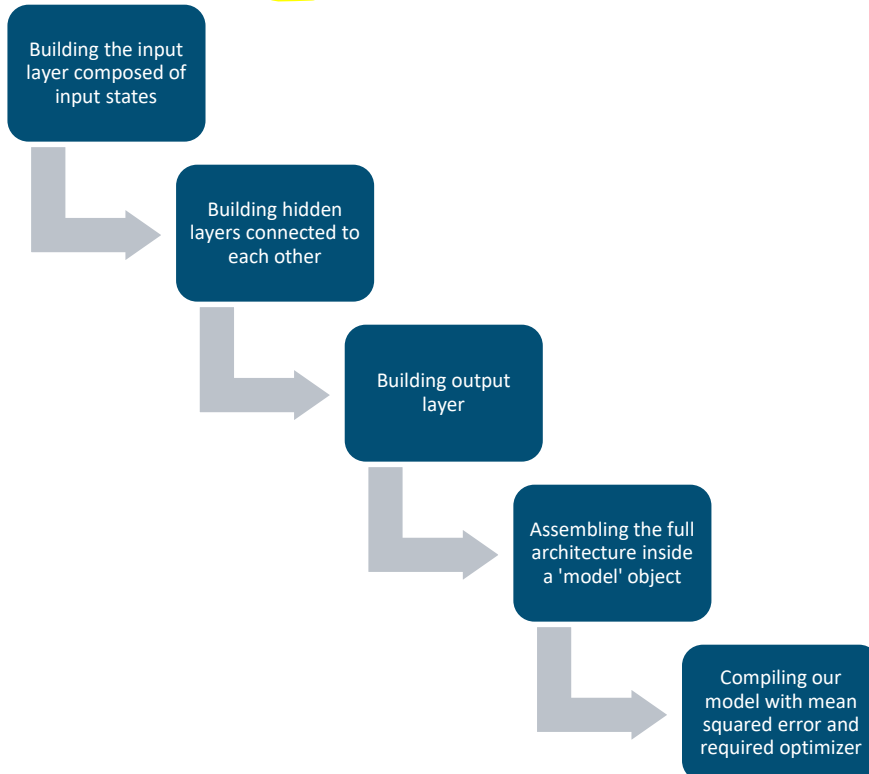 Building the input
layer composed of
input states
Building hidden
layers connected to
each other
Building output
layer
Assembling the full
architecture inside
a 'model' object
Compiling our
model with mean
squared error and
required optimizer